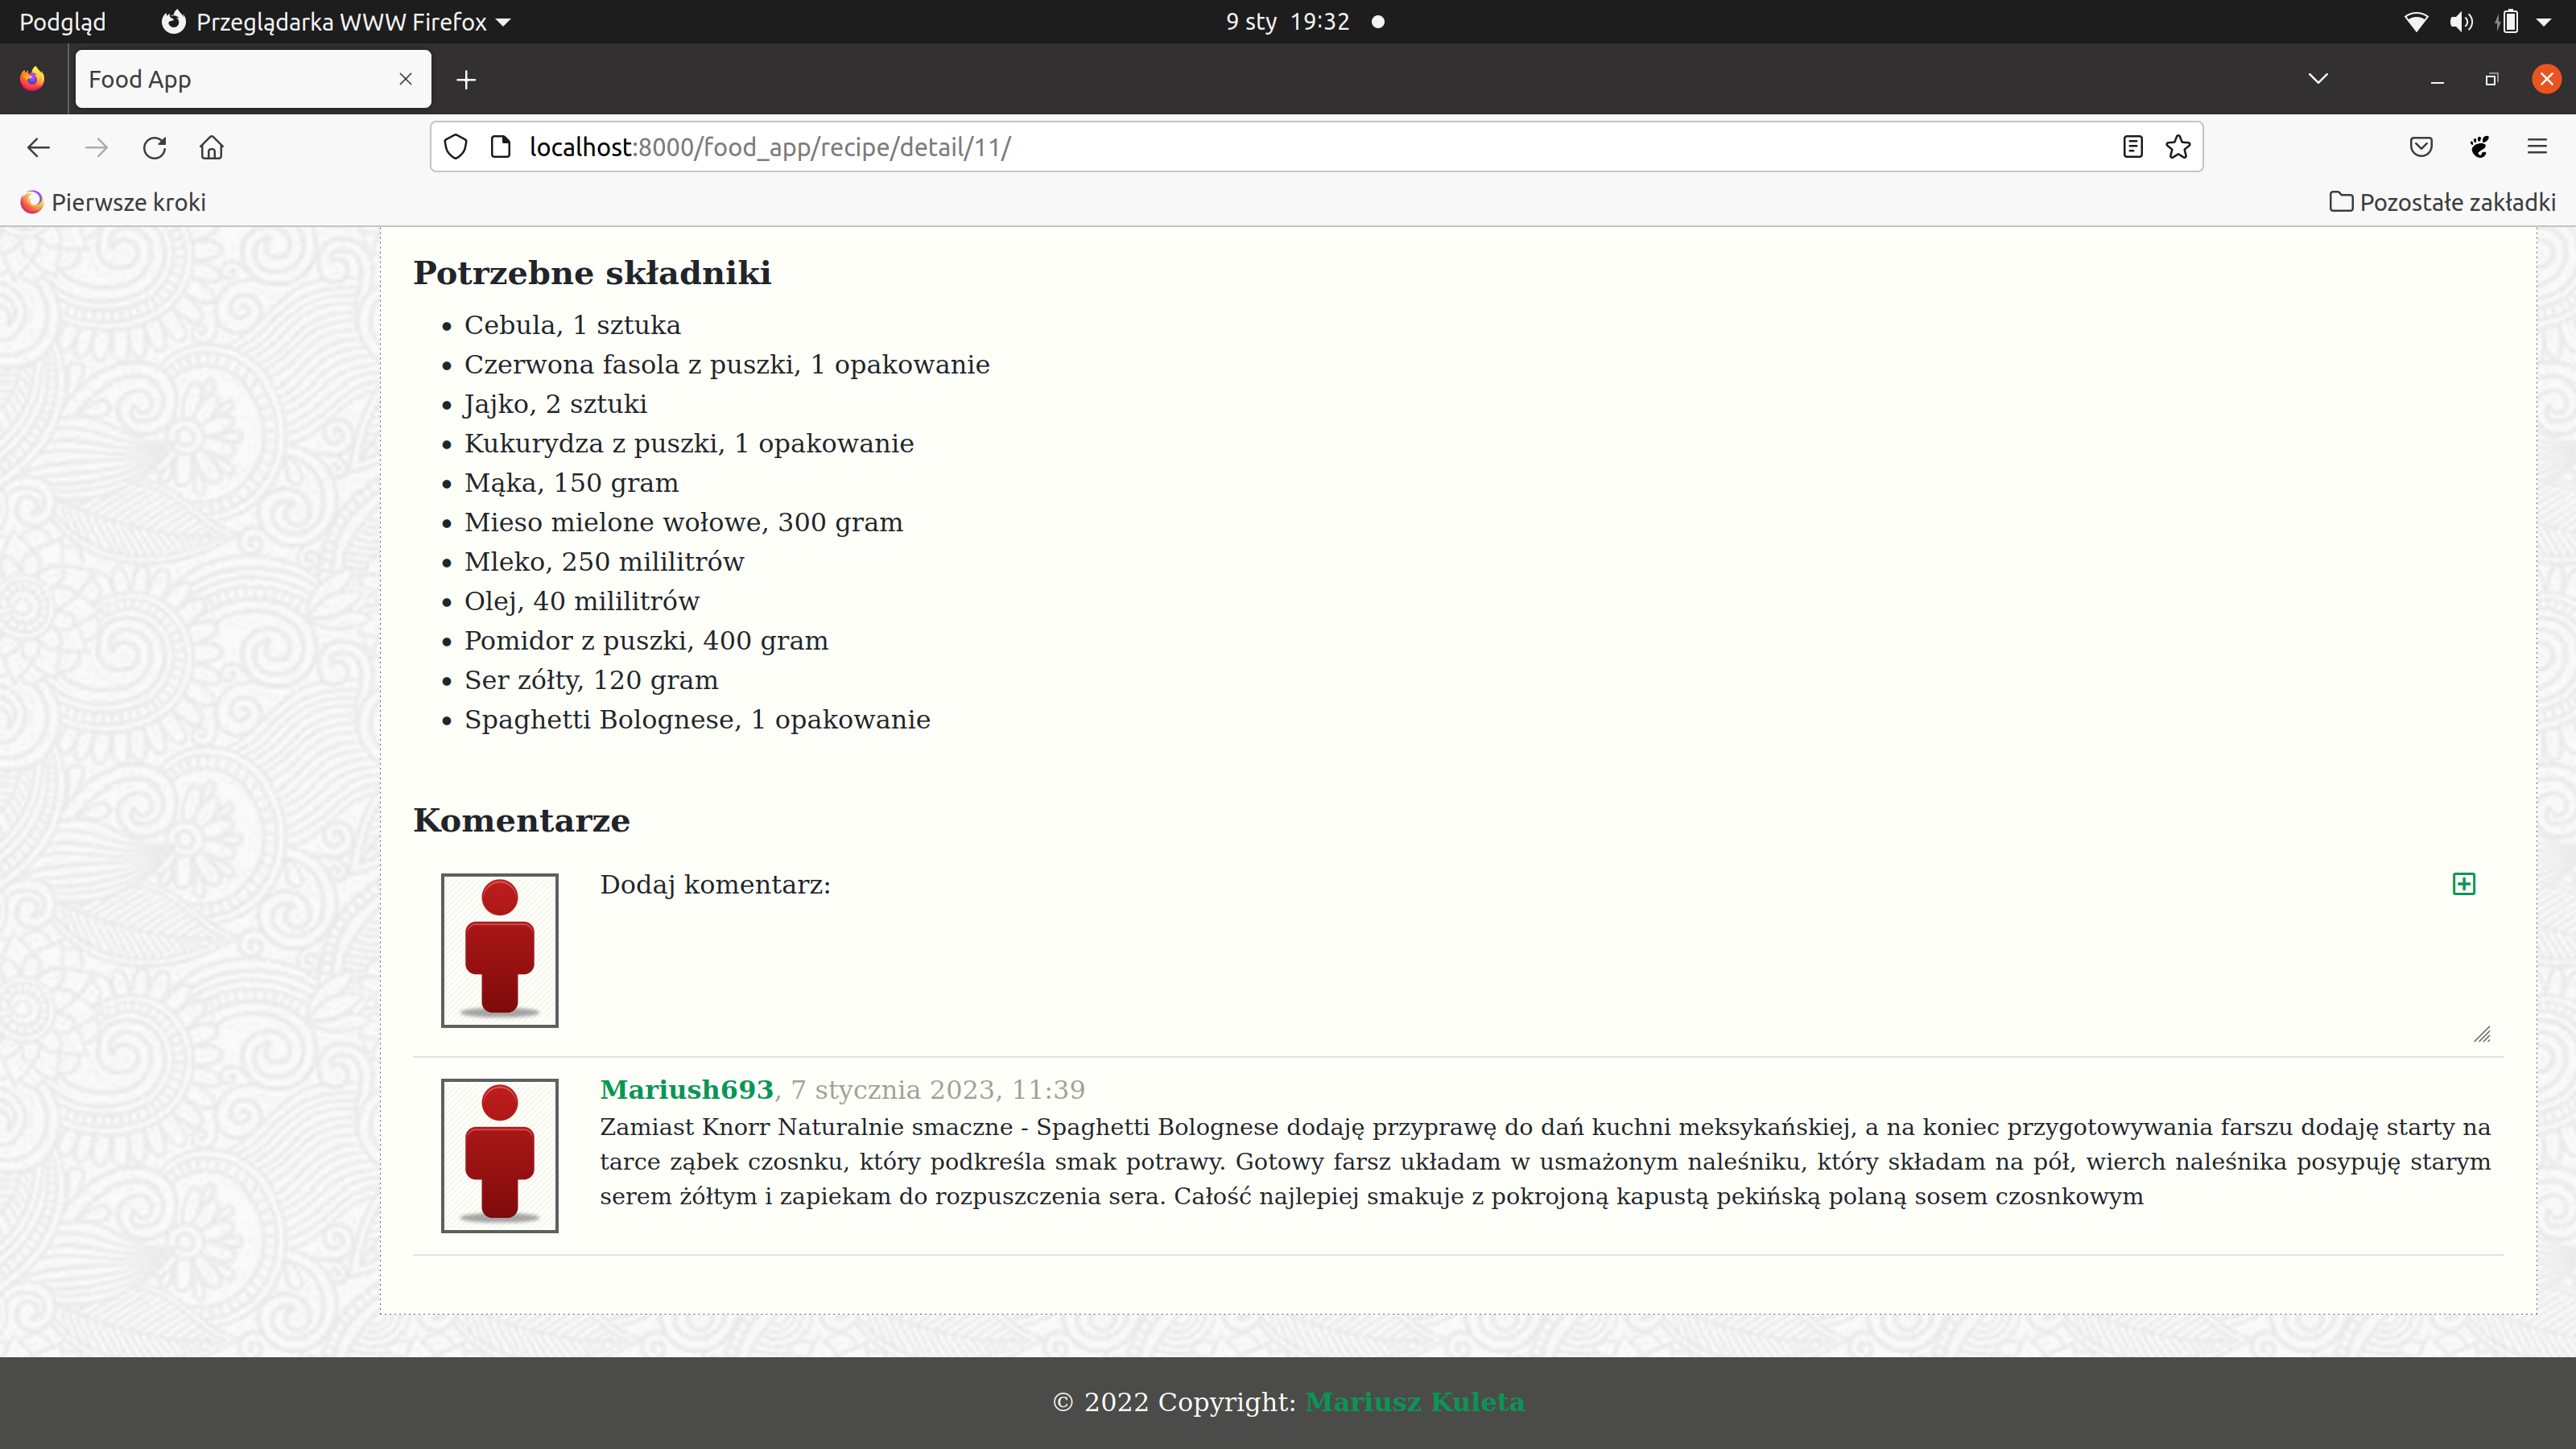 Podgląd Przeglądarka WWW Firefox 9 sty 19:32
Food App
localhost:8000/food_app/recipe/detail/11/
Pierwsze kroki Pozostałe zakładki
Potrzebne składniki
• Cebula, 1 sztuka
• Czerwona fasola z puszki, 1 opakowanie
• Jajko, 2 sztuki
• Kukurydza z puszki, 1 opakowanie
• Mąka, 150 gram
• Mieso mielone wołowe, 300 gram
• Mleko, 250 mililitrów
• Olej, 40 mililitrów
• Pomidor z puszki, 400 gram
• Ser zółty, 120 gram
• Spaghetti Bolognese, 1 opakowanie
Komentarze
Dodaj komentarz:
Mariush693, 7 stycznia 2023, 11:39
Zamiast Knorr Naturalnie smaczne - Spaghetti Bolognese dodaję przyprawę do dań kuchni meksykańskiej, a na koniec przygotowywania farszu dodaję starty na
tarce ząbek czosnku, który podkreśla smak potrawy. Gotowy farsz układam w usmażonym naleśniku, który składam na pół, wierch naleśnika posypuję starym
serem żółtym i zapiekam do rozpuszczenia sera. Całość najlepiej smakuje z pokrojoną kapustą pekińską polaną sosem czosnkowym
© 2022 Copyright: Mariusz Kuleta